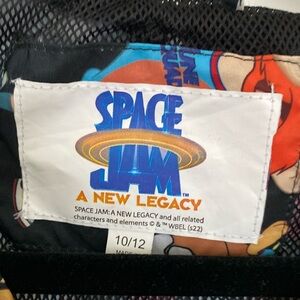 SPACE
JAM
A NEW LEGACY
SPACE JAM: A NEW LEGACY and all related
characters and elements © & ™ WBEI. (s22)
10/12
MADE